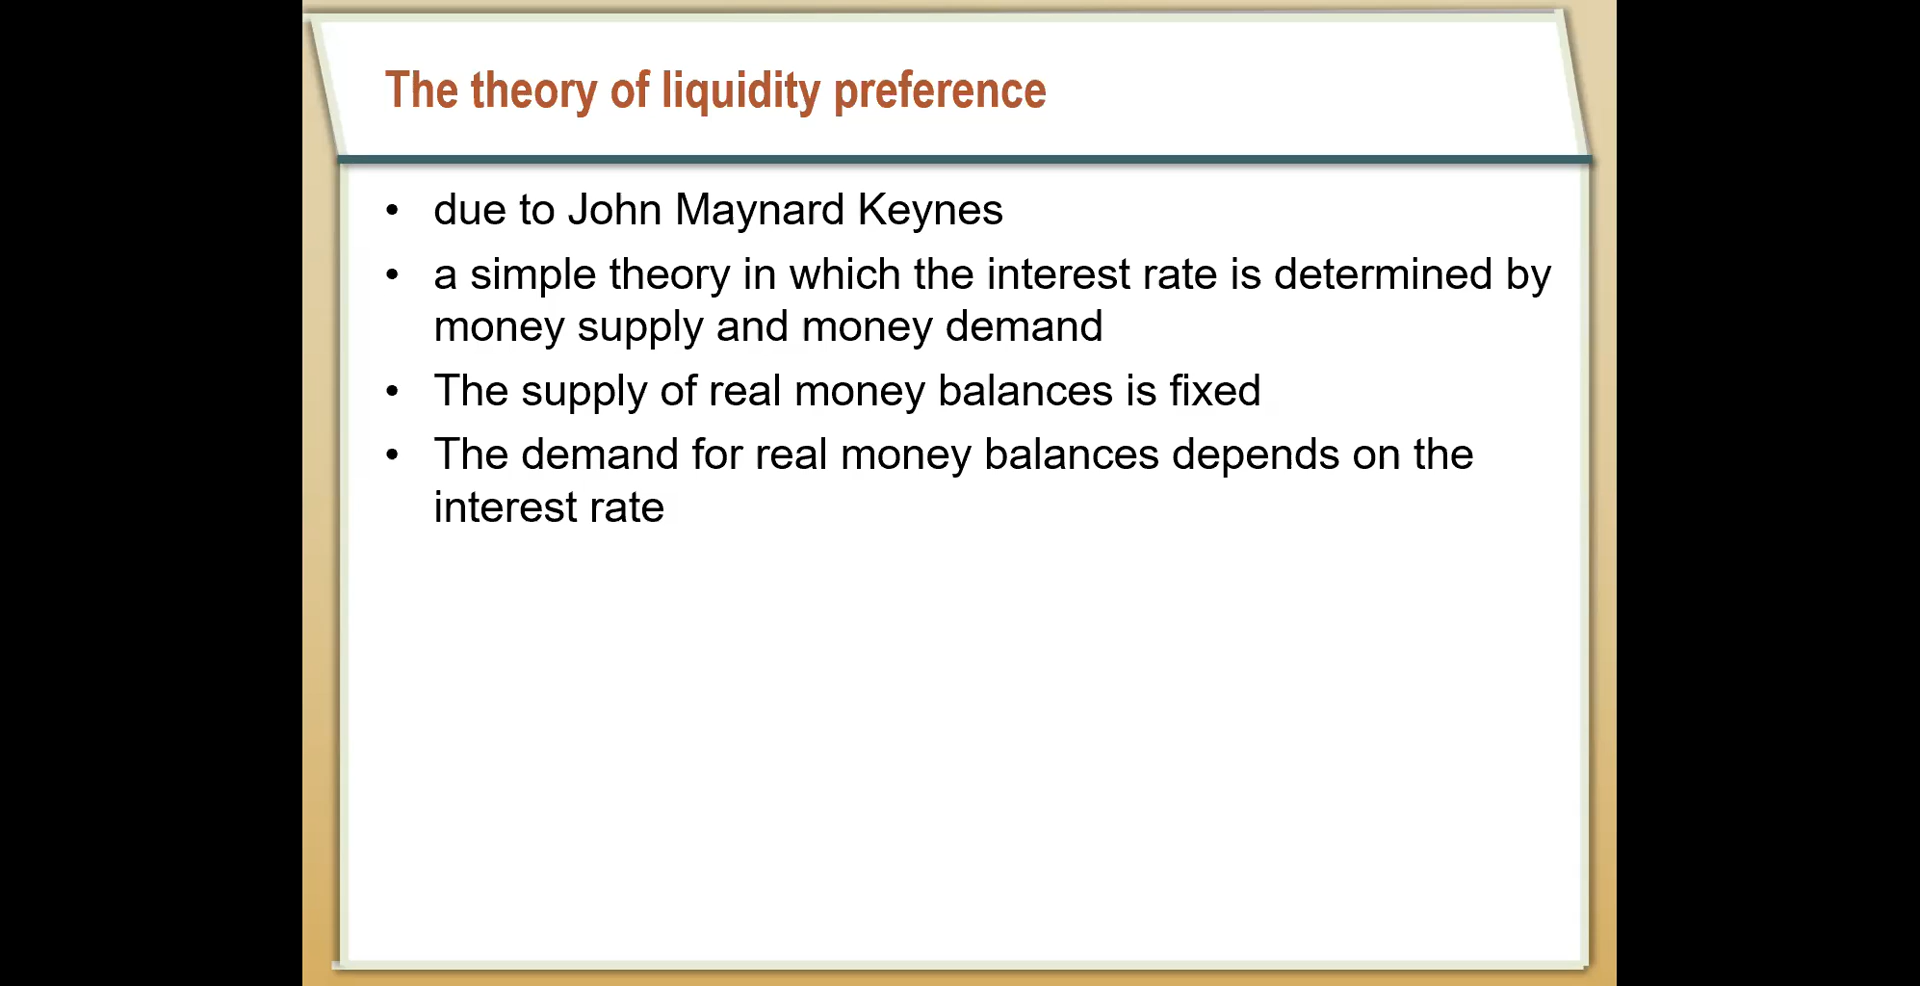 The theory of liquidity preference
• due to John Maynard Keynes
• a simple theory in which the interest rate is determined by
money supply and money demand
• The supply of real money balances is fixed
• The demand for real money balances depends on the
interest rate